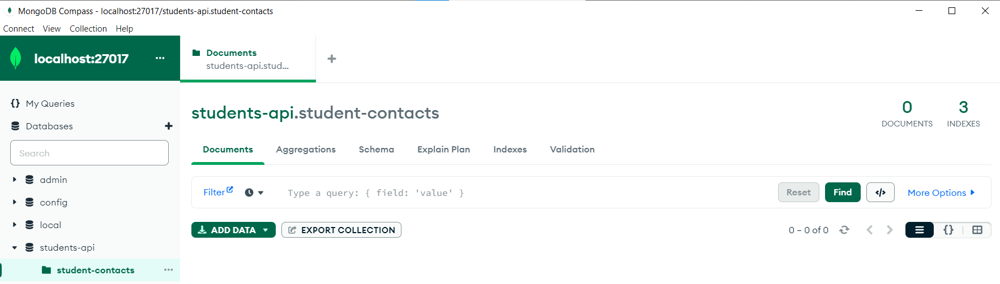 MongoDB Compass - localhost:27017/students-api.student-contacts
Connect View Collection Help
localhost:27017 ...
Documents
students-api.stud...
+
{} My Queries
Databases +
Search
admin
config
local
students-api
student-contacts ...
students-api.student-contacts
0 3
DOCUMENTS INDEXES
Documents Aggregations Schema Explain Plan Indexes Validation
Filter Type a query: { field: 'value' } Reset Find </> More Options
ADD DATA EXPORT COLLECTION 0 – 0 of 0 {}